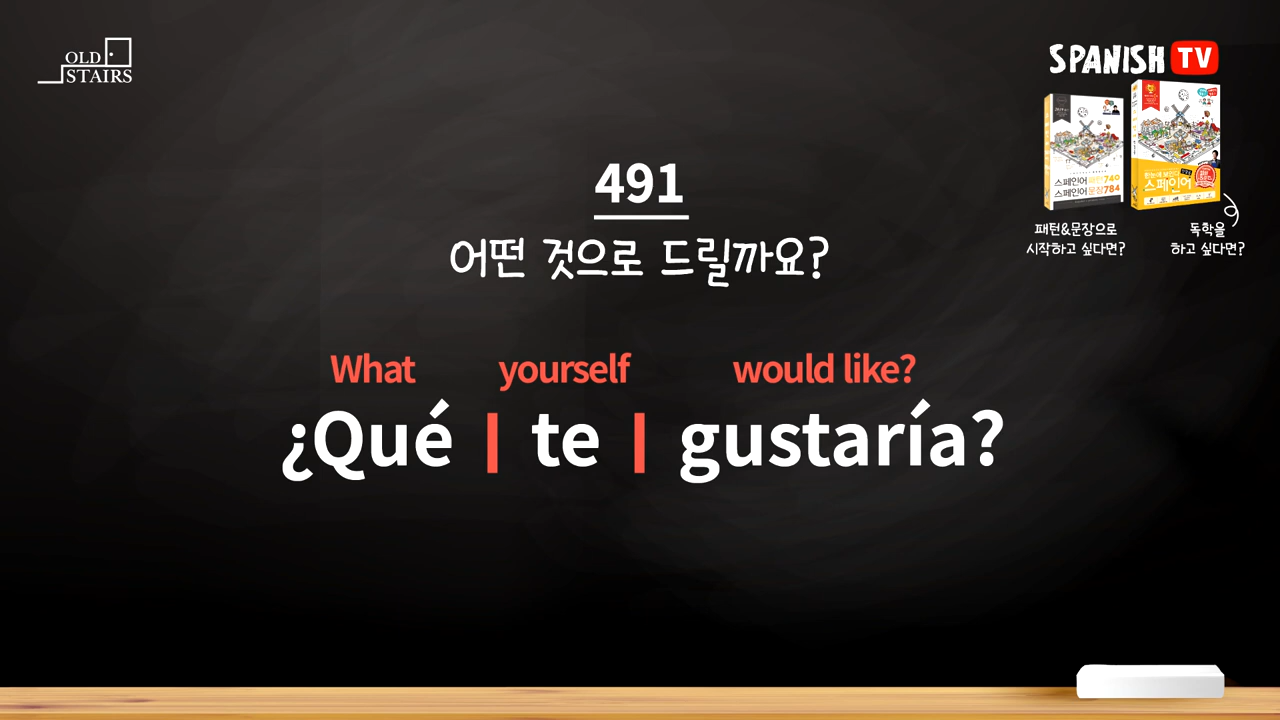 OLD
STAIRS
SPANISH TV
491
어떤 것으로 드릴까요?
스페인어 패턴740
스페인어 문장784
스페인어
패턴&문장으로
시작하고 싶다면?
독학을
하고 싶다면?
What yourself would like?
¿Qué | te | gustaría?